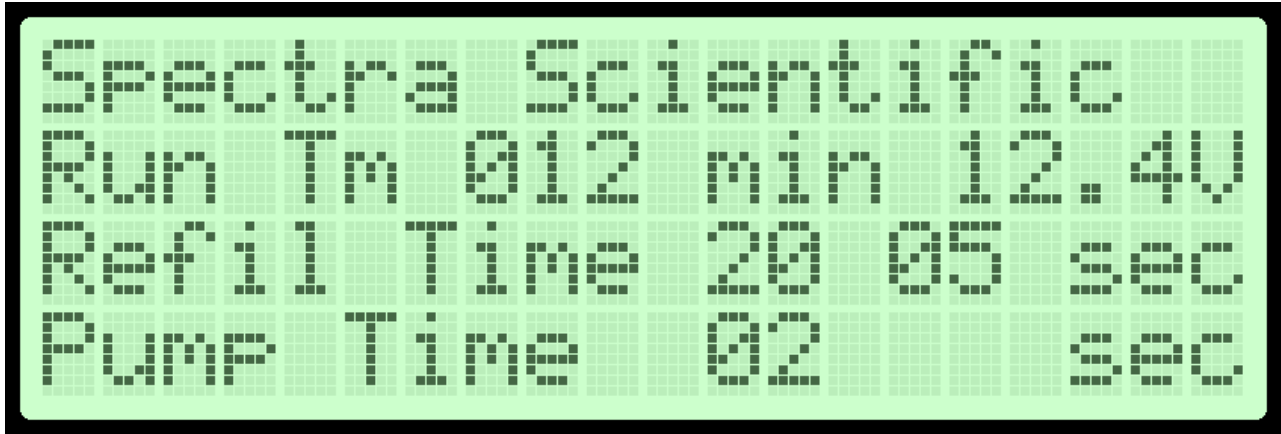 Spectra Scientific
Run Tm 012 min 12.4V
Refil Time 20 05 sec
Pump Time  02    sec